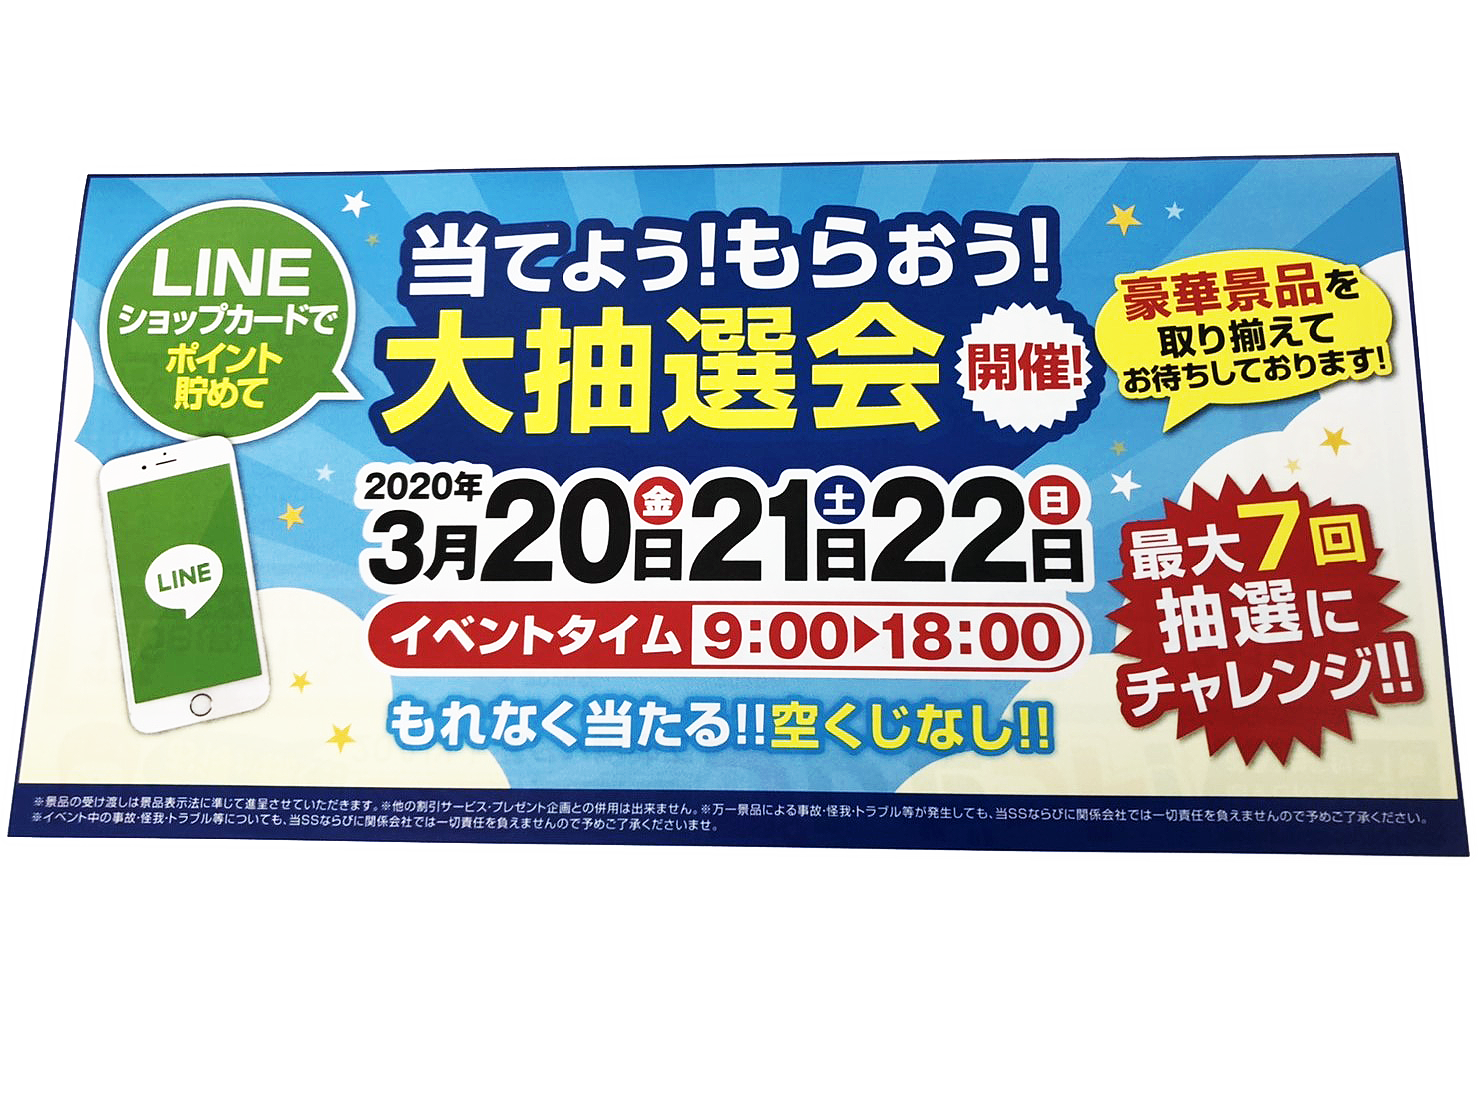 LINE
ショップカードで
ポイント
貯めて
LINE
当てよう!もらおう!
大抽選会
開催!
豪華景品を
取り揃えて
お待ちしております!
2020年
3月20日金21日土22日日
イベントタイム 9:00▶18:00
もれなく当たる!!空くじなし!!
最大7回
抽選に
チャレンジ!!
※景品の受け渡しは景品表示法に準じて進呈させていただきます。※他の割引サービス・プレゼント企画との併用は出来ません。※万一景品による事故・怪我・トラブル等が発生しても、当SSならびに関係会社では一切責任を負えませんので予めご了承ください。
※イベント中の事故・怪我・トラブル等についても、当SSならびに関係会社では一切責任を負えませんので予めご了承くださいませ。